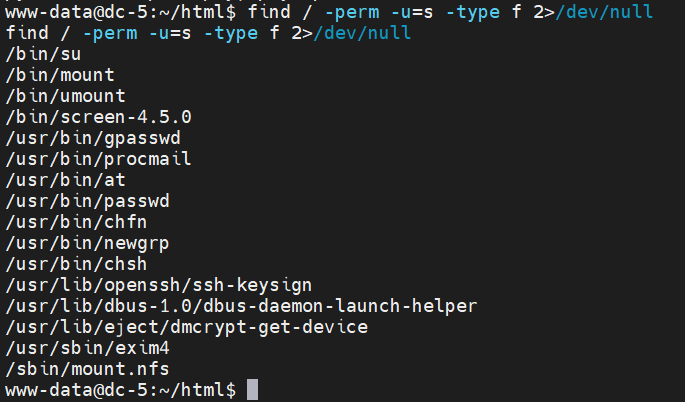 www-data@dc-5:~/html$ find / -perm -u=s -type f 2>/dev/null
find / -perm -u=s -type f 2>/dev/null
/bin/su
/bin/mount
/bin/umount
/bin/screen-4.5.0
/usr/bin/gpasswd
/usr/bin/procmail
/usr/bin/at
/usr/bin/passwd
/usr/bin/chfn
/usr/bin/newgrp
/usr/bin/chsh
/usr/lib/openssh/ssh-keysign
/usr/lib/dbus-1.0/dbus-daemon-launch-helper
/usr/lib/eject/dmcrypt-get-device
/usr/sbin/exim4
/sbin/mount.nfs
www-data@dc-5:~/html$